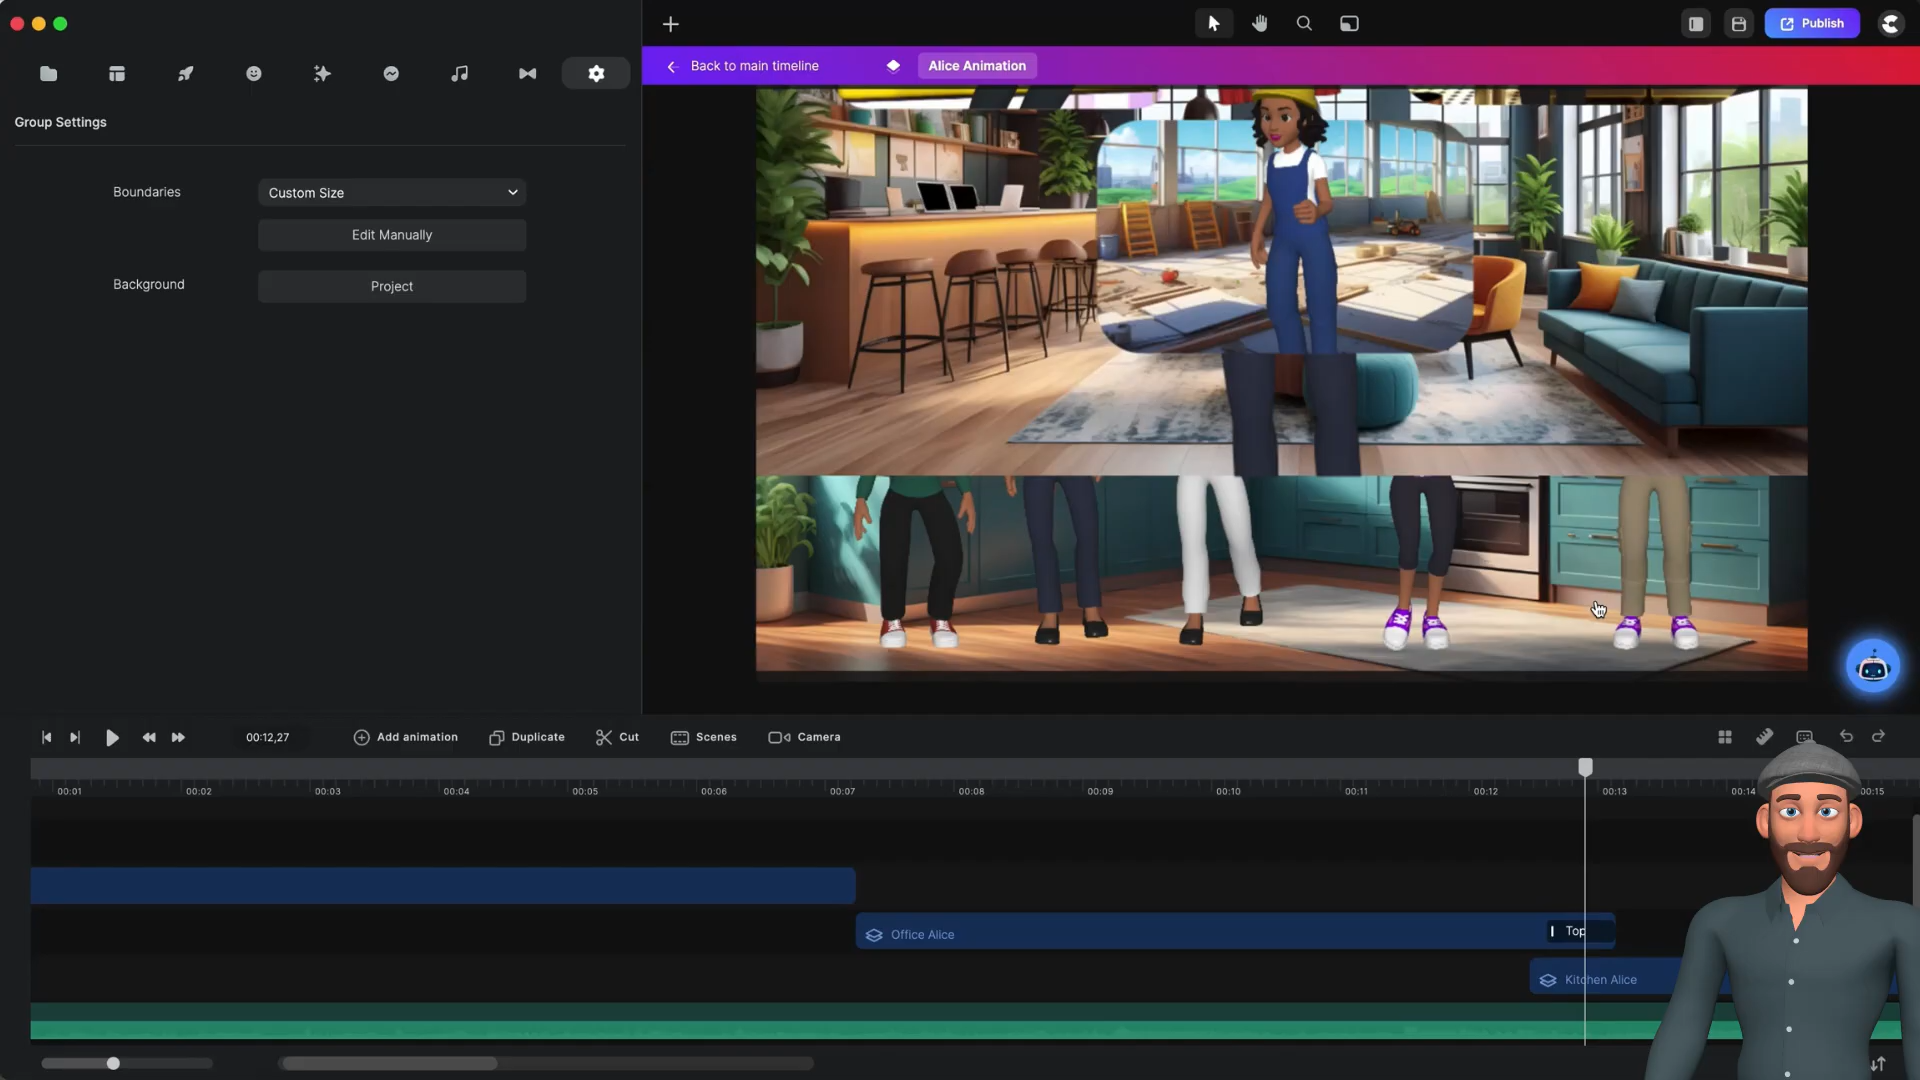 Publish
Back to main timeline
Alice Animation
Group Settings
Boundaries
Custom Size
Edit Manually
Background
Project
00:12,27
Add animation
Duplicate
Cut
Scenes
Camera
00:01
00:02
00:03
00:04
00:05
00:06
00:07
00:08
00:09
00:10
00:11
00:12
00:13
00:14
00:15
Office Alice
Top
Kitchen Alice